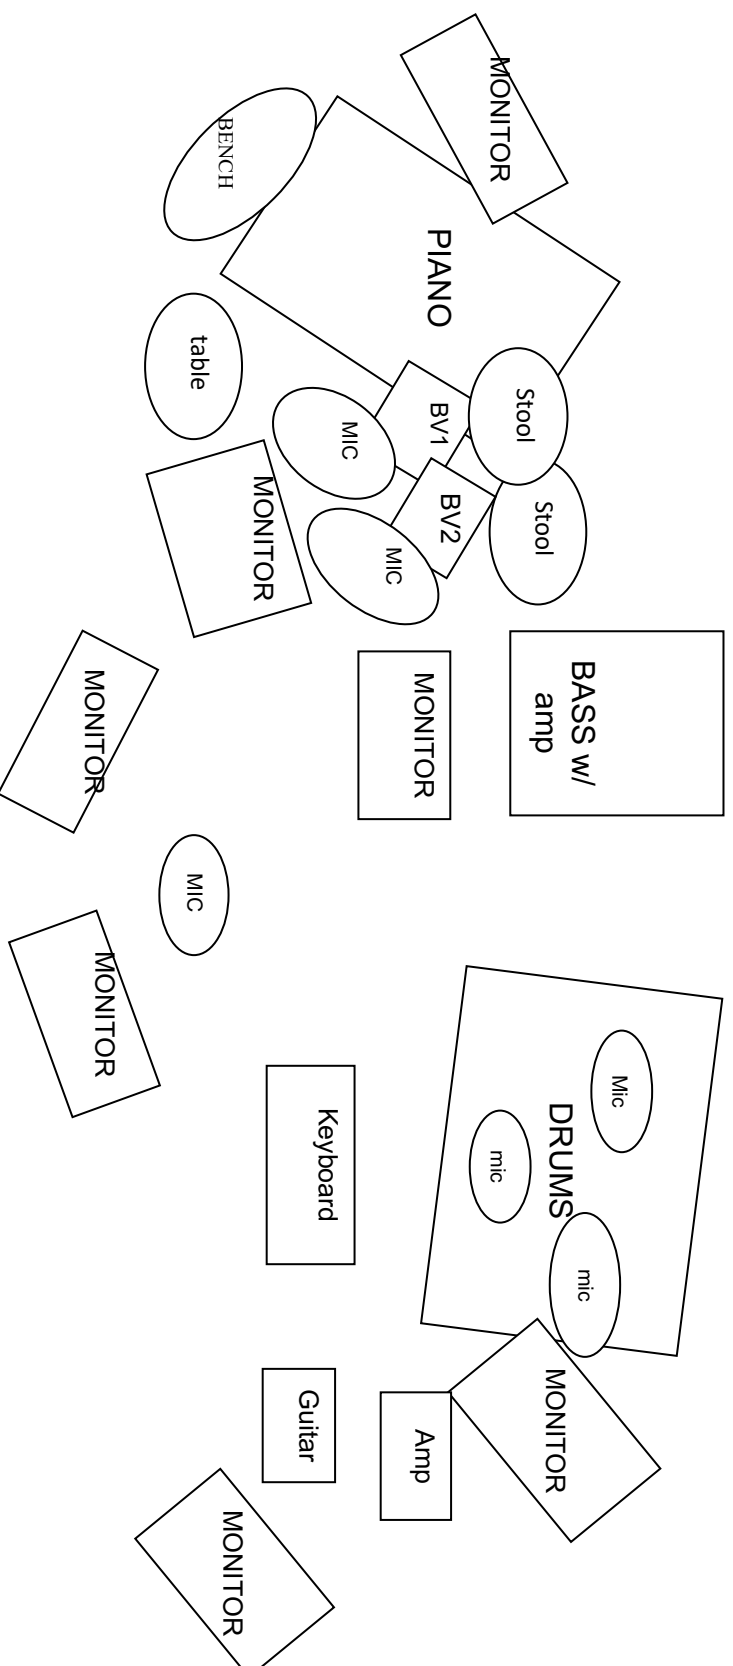 MONITOR
BENCH
PIANO
table
Stool
BV1
MIC
Stool
BV2
MIC
MONITOR
BASS w/
amp
MONITOR
MONITOR
MIC
MONITOR
Mic
DRUMS
mic
mic
Keyboard
MONITOR
Amp
Guitar
MONITOR